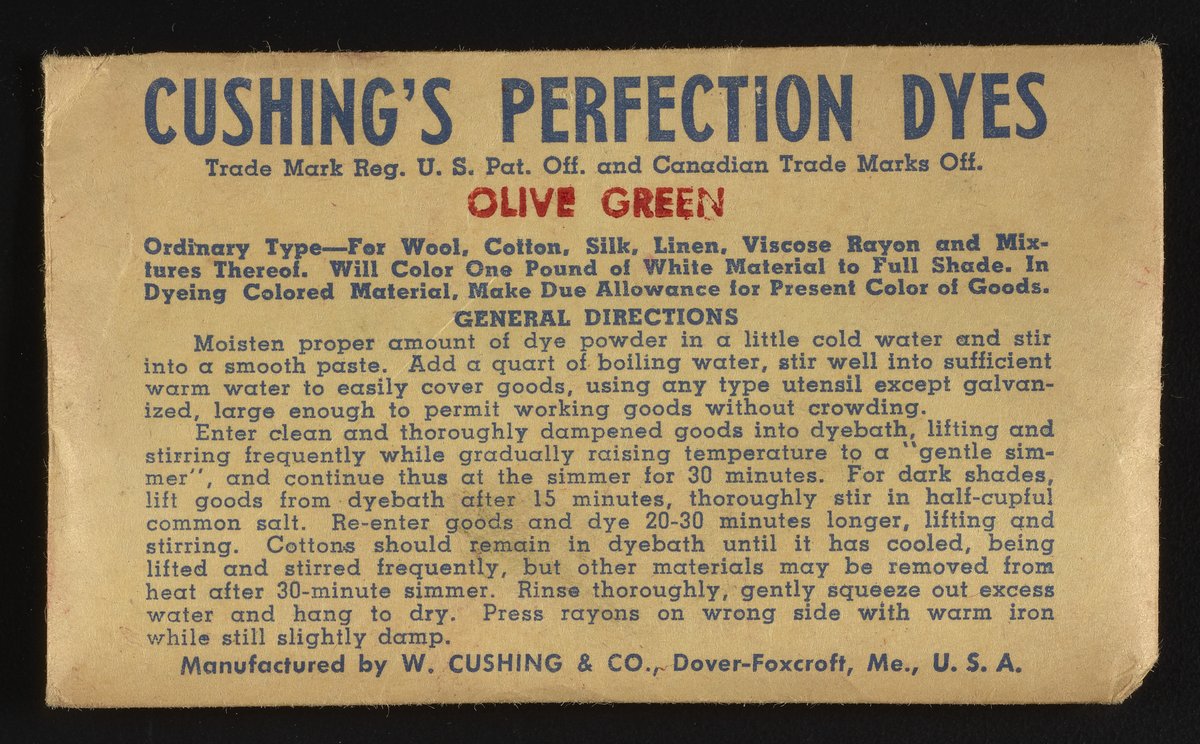 CUSHING'S PERFECTION DYES
Trade Mark Reg. U. S. Pat. Off. and Canadian Trade Marks Off.
OLIVE GREEN
Ordinary Type—For Wool, Cotton, Silk, Linen, Viscose Rayon and Mix-
tures Thereof. Will Color One Pound of White Material to Full Shade. In
Dyeing Colored Material, Make Due Allowance for Present Color of Goods.
GENERAL DIRECTIONS
Moisten proper amount of dye powder in a little cold water and stir
into a smooth paste. Add a quart of boiling water, stir well into sufficient
warm water to easily cover goods, using any type utensil except galvan-
ized, large enough to permit working goods without crowding.
Enter clean and thoroughly dampened goods into dyebath, lifting and
stirring frequently while gradually raising temperature to a "gentle sim-
mer", and continue thus at the simmer for 30 minutes. For dark shades,
lift goods from dyebath after 15 minutes, thoroughly stir in half-cupful
common salt. Re-enter goods and dye 20-30 minutes longer, lifting and
stirring. Cottons should remain in dyebath until it has cooled, being
lifted and stirred frequently, but other materials may be removed from
heat after 30-minute simmer. Rinse thoroughly, gently squeeze out excess
water and hang to dry. Press rayons on wrong side with warm iron
while still slightly damp.
Manufactured by W. CUSHING & CO., Dover-Foxcroft, Me., U. S. A.